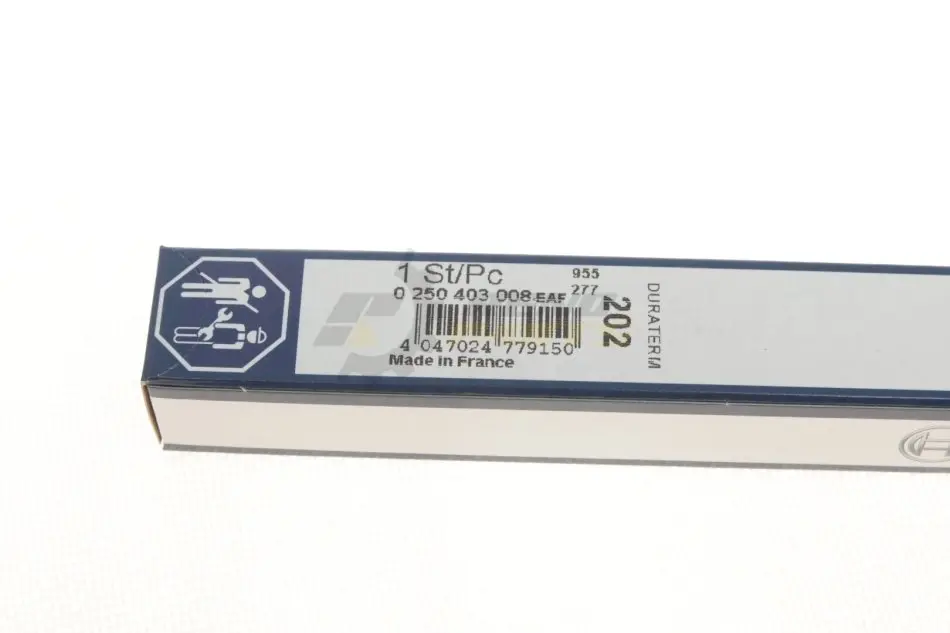 1 St/Pc
0 250 403 008 EAF
4 047024 779150
Made in France
955
277
202
DURATERM